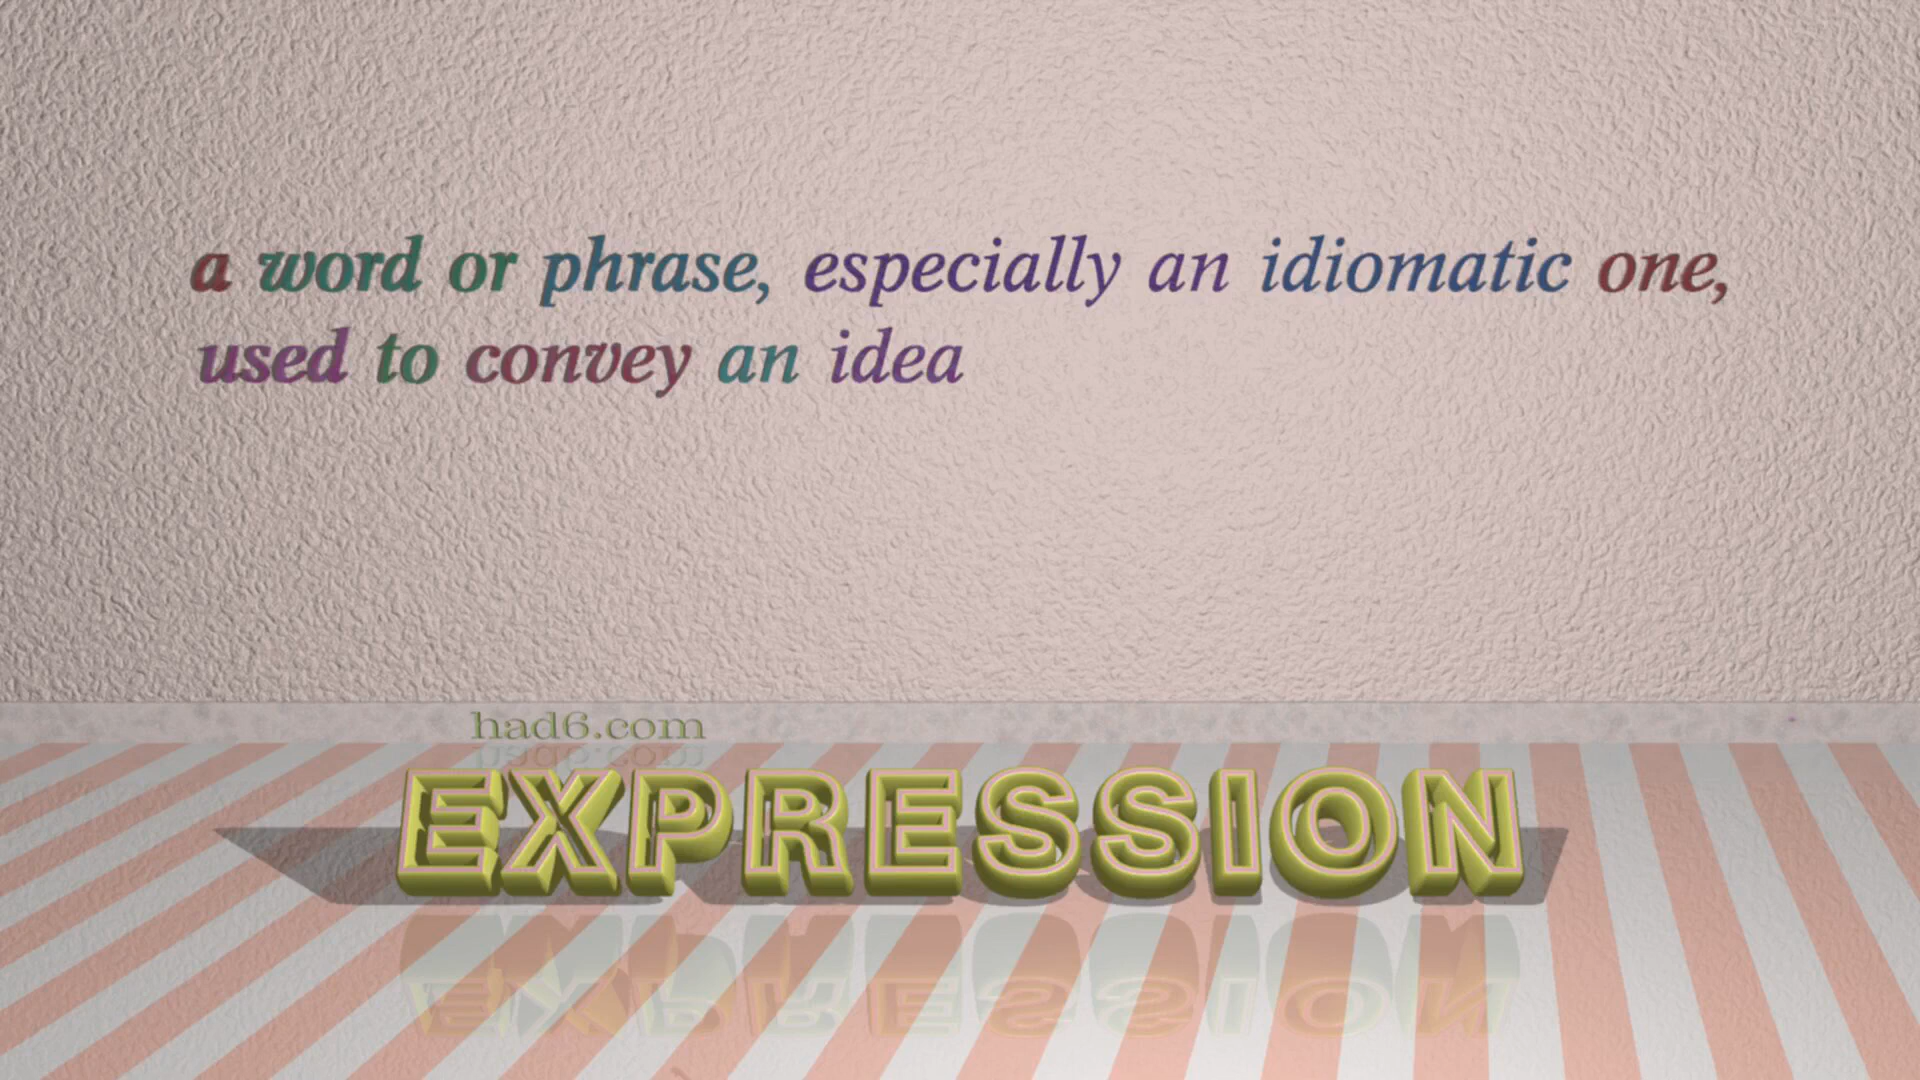 a word or phrase, especially an idiomatic one,
used to convey an idea
had6.com
EXPRESSION